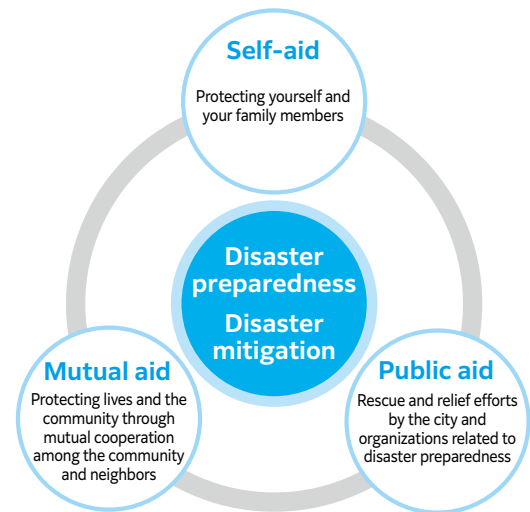 Self-aid
Protecting yourself and
your family members
Disaster
preparedness
Disaster
mitigation
Mutual aid
Protecting lives and the
community through
mutual cooperation
among the community
and neighbors
Public aid
Rescue and relief efforts
by the city and
organizations related to
disaster preparedness